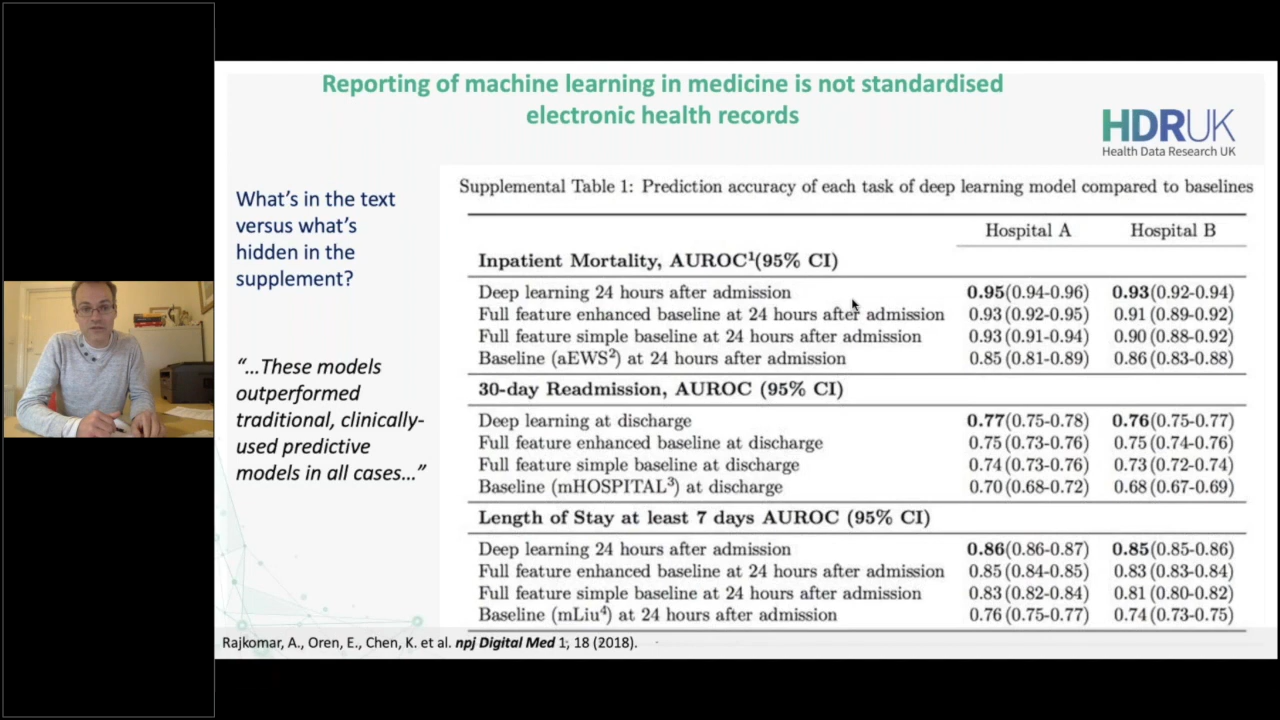 Reporting of machine learning in medicine is not standardised
electronic health records
HDRUK
Health Data Research UK
What's in the text
versus what's
hidden in the
supplement?
"...These models
outperformed
traditional, clinically-
used predictive
models in all cases..."
Supplemental Table 1: Prediction accuracy of each task of deep learning model compared to baselines
Hospital A Hospital B
Inpatient Mortality, AUROC¹(95% CI)
Deep learning 24 hours after admission 0.95(0.94-0.96) 0.93(0.92-0.94)
Full feature enhanced baseline at 24 hours after admission 0.93 (0.92-0.95) 0.91 (0.89-0.92)
Full feature simple baseline at 24 hours after admission 0.93 (0.91-0.94) 0.90 (0.88-0.92)
Baseline (aEWS²) at 24 hours after admission 0.85 (0.81-0.89) 0.86 (0.83-0.88)
30-day Readmission, AUROC (95% CI)
Deep learning at discharge 0.77(0.75-0.78) 0.76(0.75-0.77)
Full feature enhanced baseline at discharge 0.75 (0.73-0.76) 0.75 (0.74-0.76)
Full feature simple baseline at discharge 0.74 (0.73-0.76) 0.73 (0.72-0.74)
Baseline (mHOSPITAL³) at discharge 0.70 (0.68-0.72) 0.68 (0.67-0.69)
Length of Stay at least 7 days AUROC (95% CI)
Deep learning 24 hours after admission 0.86(0.86-0.87) 0.85(0.85-0.86)
Full feature enhanced baseline at 24 hours after admission 0.85 (0.84-0.85) 0.83 (0.83-0.84)
Full feature simple baseline at 24 hours after admission 0.83 (0.82-0.84) 0.81 (0.80-0.82)
Baseline (mLiu⁴) at 24 hours after admission 0.76 (0.75-0.77) 0.74 (0.73-0.75)
Rajkomar, A., Oren, E., Chen, K. et al. npj Digital Med 1, 18 (2018).